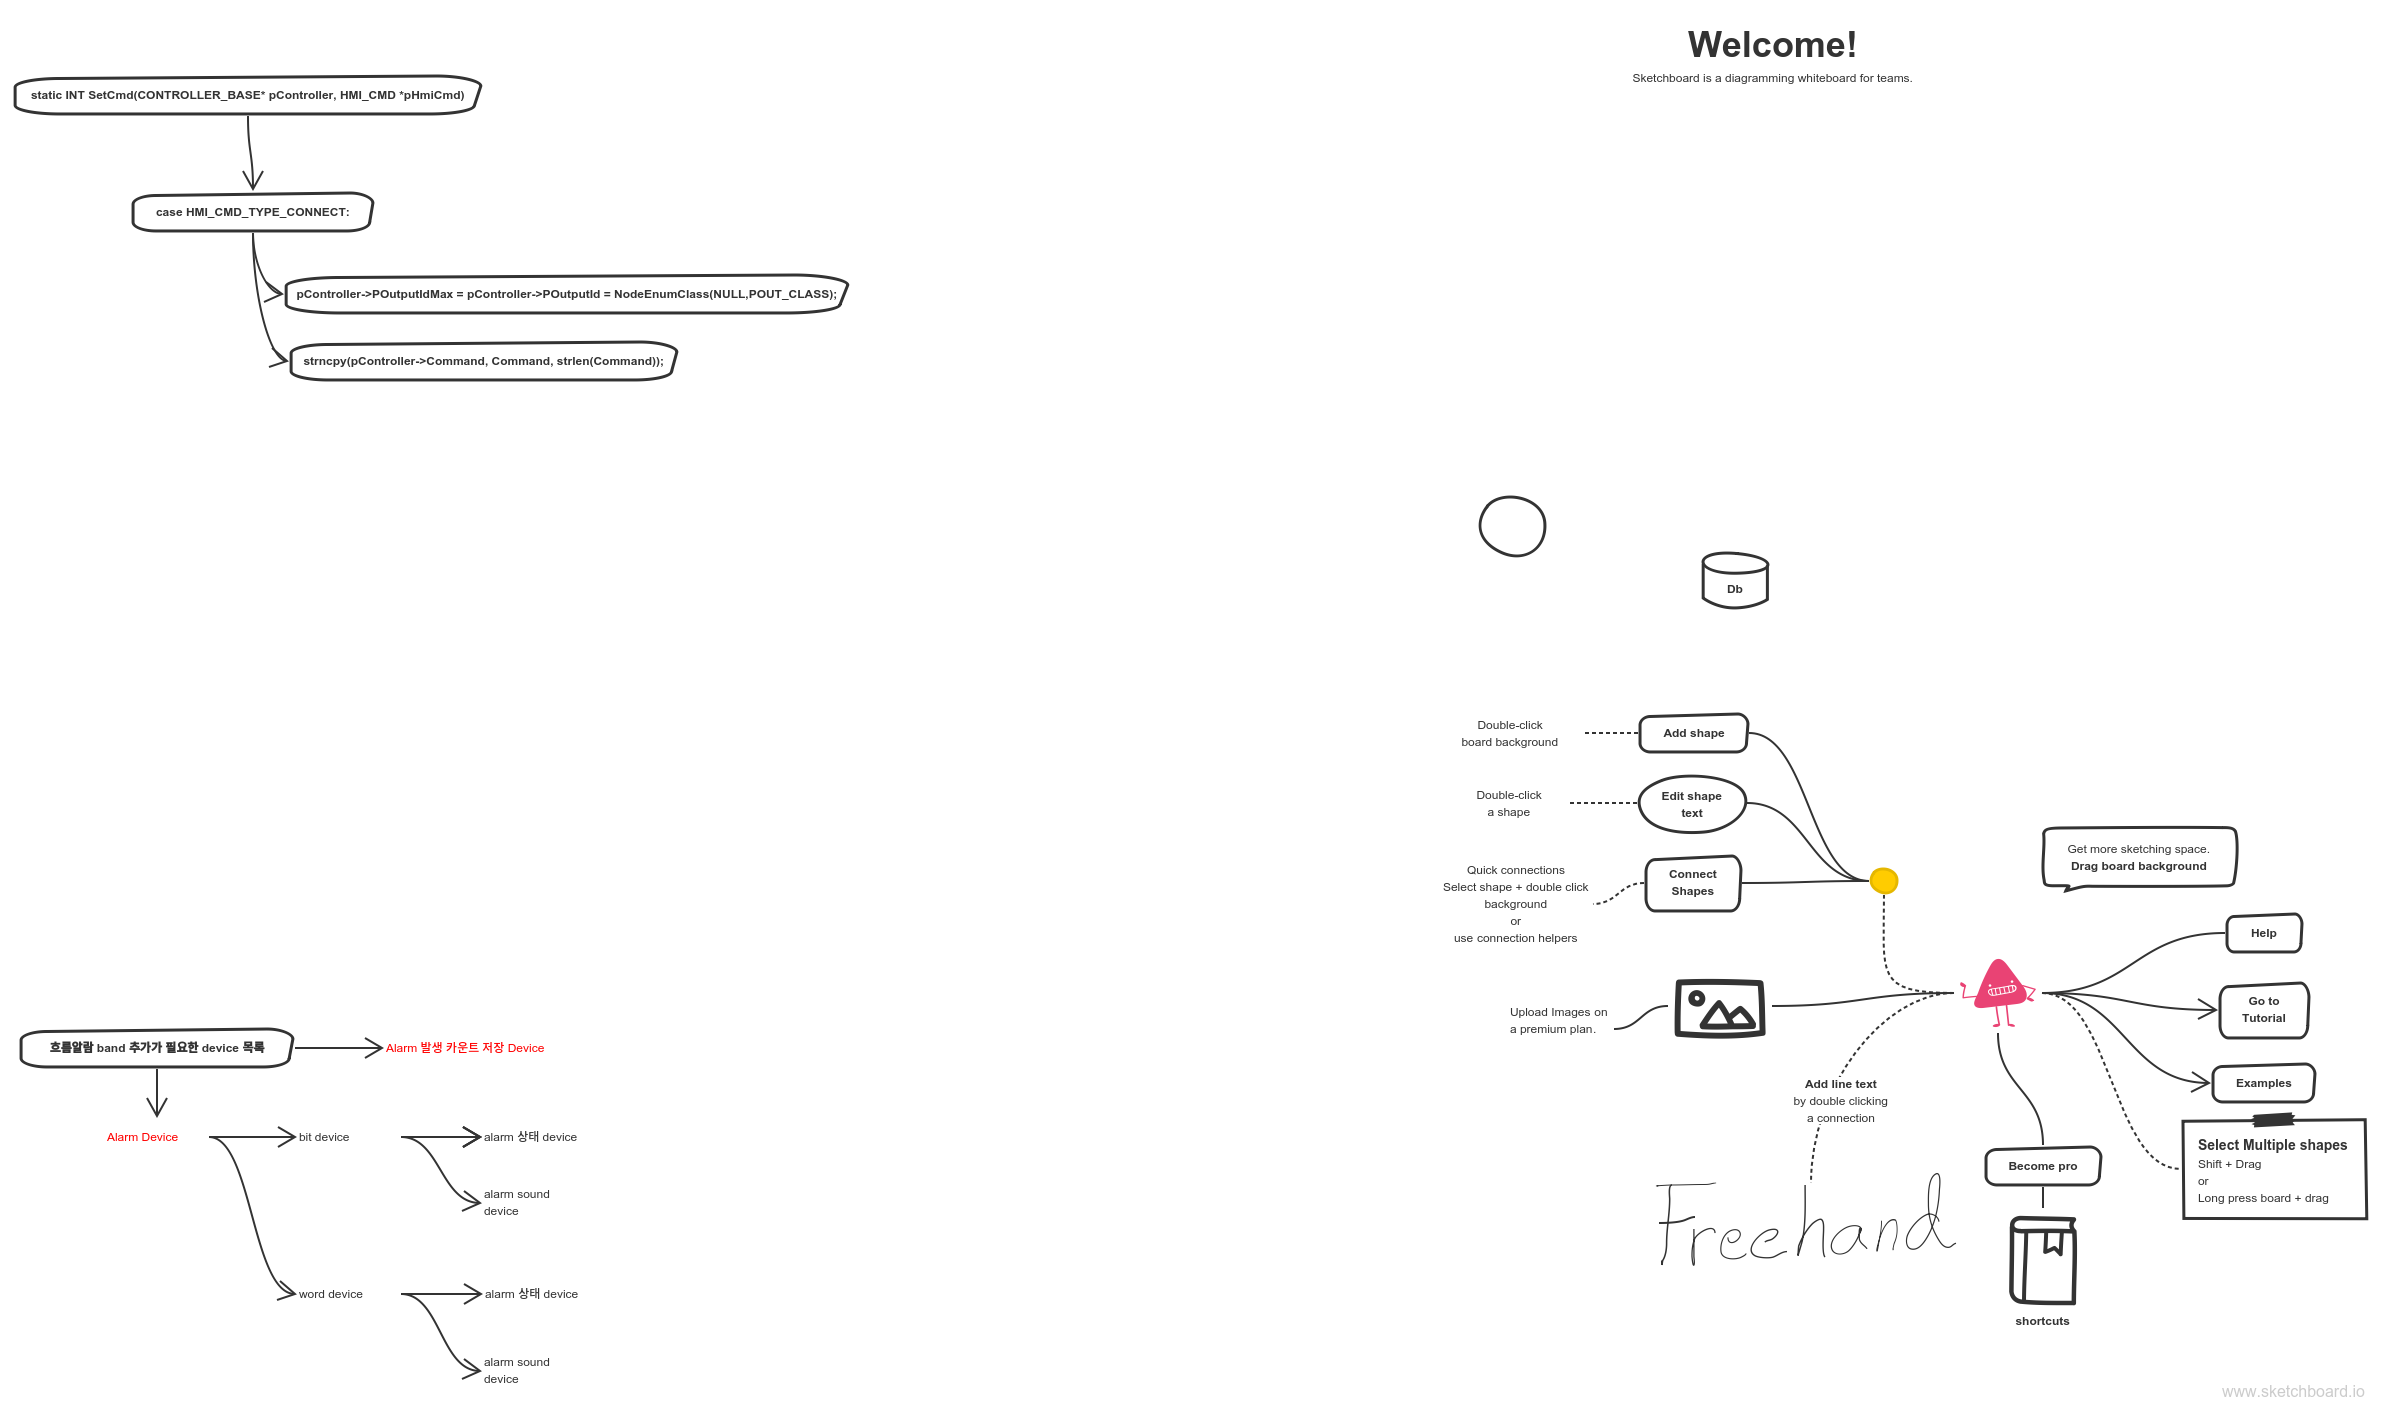 Welcome!
Sketchboard is a diagramming whiteboard for teams.
static INT SetCmd(CONTROLLER_BASE* pController, HMI_CMD *pHmiCmd)
case HMI_CMD_TYPE_CONNECT:
pController->POutputIdMax = pController->POutputId = NodeEnumClass(NULL,POUT_CLASS);
strncpy(pController->Command, Command, strlen(Command));
Db
Double-click
board background
Add shape
Double-click
a shape
Edit shape
text
Quick connections
Select shape + double click
background
or
use connection helpers
Connect
Shapes
Get more sketching space.
Drag board background
Help
Go to
Tutorial
Examples
Upload Images on
a premium plan.
Add line text
by double clicking
a connection
Select Multiple shapes
Shift + Drag
or
Long press board + drag
Become pro
Freehand
shortcuts
흐름알람 band 추가가 필요한 device 목록
Alarm 발생 카운트 저장 Device
Alarm Device
bit device
alarm 상태 device
alarm sound
device
word device
alarm 상태 device
alarm sound
device
www.sketchboard.io